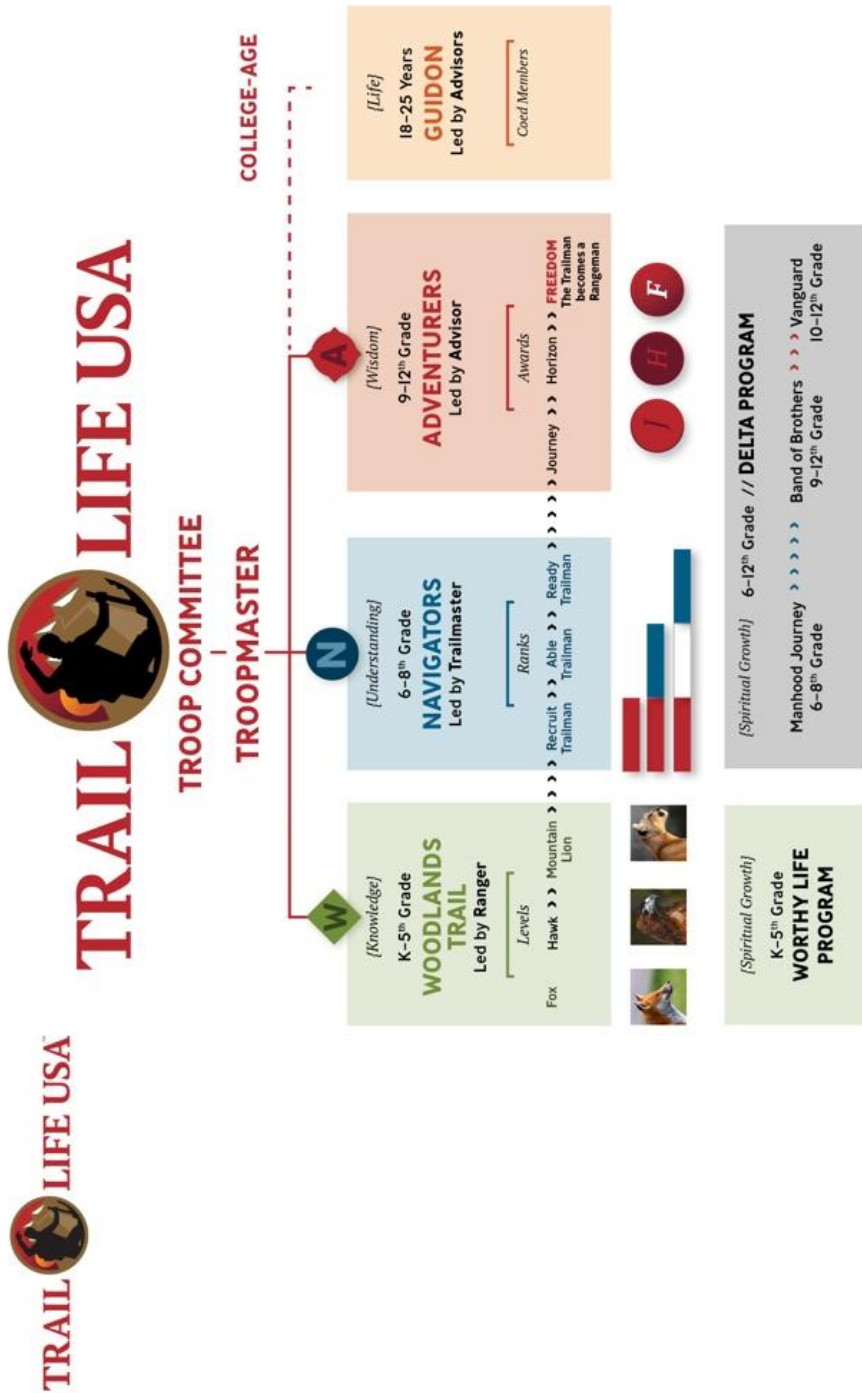 TRAIL LIFE USA™
TRAIL LIFE USA
TROOP COMMITTEE
TROOPMASTER
COLLEGE-AGE
W
[Knowledge]
K-5th Grade
WOODLANDS
TRAIL
Led by Ranger
Levels
Fox Hawk >> Mountain >>>>>
Lion
N
[Understanding]
6-8th Grade
NAVIGATORS
Led by Trailmaster
Ranks
Recruit >> Able >> Ready >>>>>
Trailman Trailman Trailman
A
[Wisdom]
9-12th Grade
ADVENTURERS
Led by Advisor
Awards
Journey >> Horizon >> FREEDOM
The Trailman
becomes a
Rangeman
J H F
[Life]
18-25 Years
GUIDON
Led by Advisors
Coed Members
[Spiritual Growth]
K-5th Grade
WORTHY LIFE
PROGRAM
[Spiritual Growth] 6-12th Grade // DELTA PROGRAM
Manhood Journey >>>>> Band of Brothers >>> Vanguard
6-8th Grade 9-12th Grade 10-12th Grade